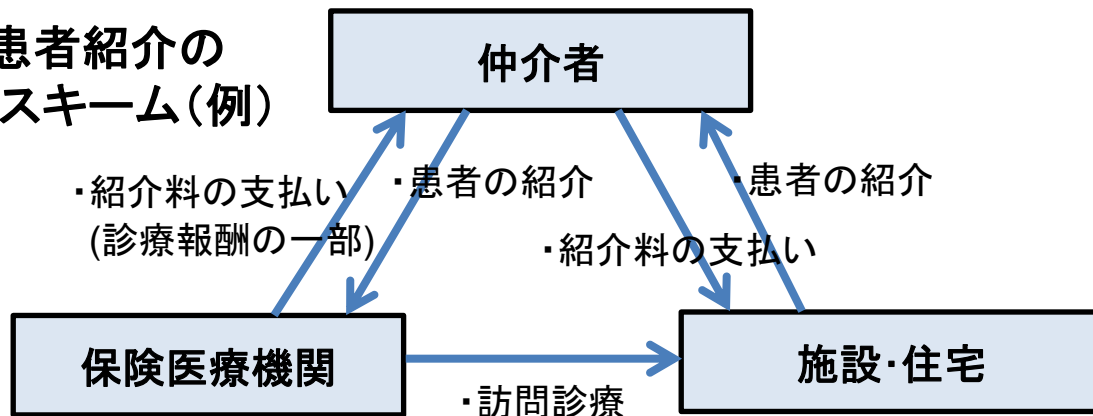 患者紹介の
スキーム(例)
仲介者
・紹介料の支払い
(診療報酬の一部)
・患者の紹介
・患者の紹介
・紹介料の支払い
保険医療機関
施設・住宅
・訪問診療